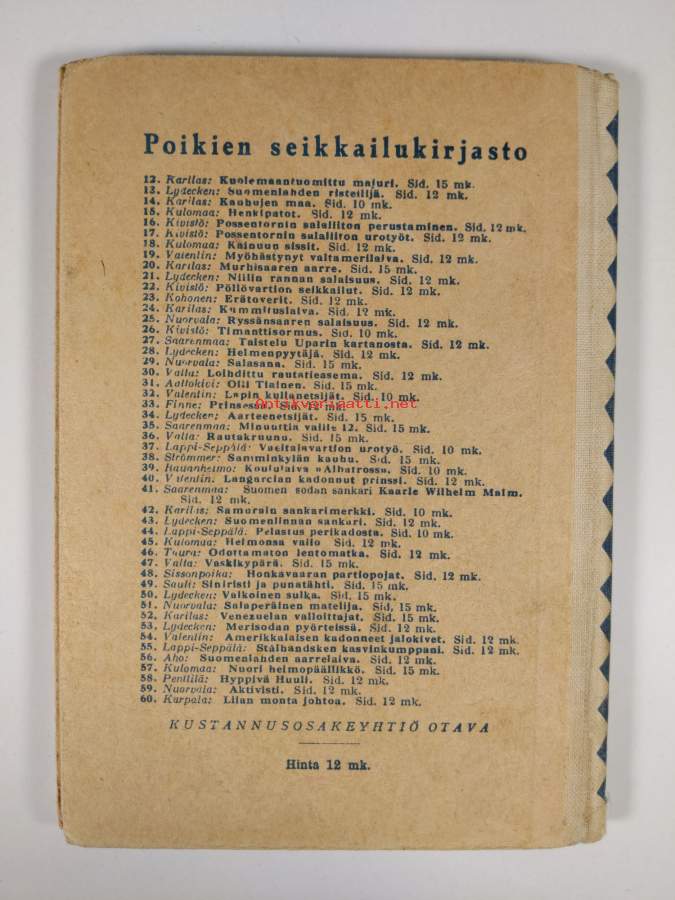 Poikien seikkailukirjasto
12. Karilas: Kuolemaantuomittu majuri. Sid. 15 mk.
13. Lydecken: Suomenlahden risteilijä. Sid. 12 mk.
14. Karilas: Kauhujen maa. Sid. 10 mk.
15. Kulomaa: Henkipatot. Sid. 12 mk.
16. Kivistö: Possentornin salaliiton perustaminen. Sid. 12 mk.
17. Kivistö: Possentornin salaliiton urotyöt. Sid. 12 mk.
18. Kulomaa: Kainuun sissit. Sid. 12 mk.
19. Valentin: Myöhästynyt valtamerilaiva. Sid. 12 mk.
20. Karilas: Murhisaaren aarre. Sid. 15 mk.
21. Lydecken: Niilin rannan salaisuus. Sid. 12 mk.
22. Kivistö: Pöllövartion seikkailut. Sid. 12 mk.
23. Kohonen: Erätoverit. Sid. 12 mk.
24. Karilas: Kummituslaiva. Sid. 12 mk.
25. Nuorvala: Ryssänsaaren salaisuus. Sid. 12 mk.
26. Kivistö: Timanttisormus. Sid. 10 mk.
27. Saarenmaa: Taistelu Uparin kartanosta. Sid. 12 mk.
28. Lydecken: Helmenpyytäjä. Sid. 12 mk.
29. Nuorvala: Salasana. Sid. 15 mk.
30. Valta: Loihdittu rautatieasema. Sid. 12 mk.
31. Aaltokivi: Olli Tiainen. Sid. 15 mk.
32. Valentin: Lapin kullanetsijät. Sid. 10 mk.
33. Finne: Prinsessa. Sid. 12 mk.
Antikvariaatti.net
34. Lydecken: Aarteenetsijät. Sid. 15 mk.
35. Saarenmaa: Minuuttia vailla 12. Sid. 15 mk.
36. Valta: Rautakruunu. Sid. 15 mk.
37. Lappi-Seppälä: Vasitaisvartion urotyö. Sid. 10 mk.
38. Strömmer: Samminkylän kauhu. Sid. 15 mk.
39. Rauanheimo: Koululaiva »Albatross». Sid. 10 mk.
40. Valentin: Langarcian kadonnut prinssi. Sid. 12 mk.
41. Saarenmaa: Suomen sodan sankari Kaarle Wilhelm Malm.
Sid. 12 mk.
42. Karilas: Samurain sankarimerkki. Sid. 10 mk.
43. Lydecken: Suomenlinnan sankari. Sid. 12 mk.
44. Lappi-Seppälä: Pelastus perikadosta. Sid. 10 mk.
45. Kulomaa: Heimonsa valio Sid. 12 mk.
46. Taura: Odottamaton lentomatka. Sid. 12 mk.
47. Valta: Vaskikypärä. Sid. 15 mk.
48. Sissonpoika: Honkavaaran partiopojat. Sid. 12 mk.
49. Sauli: Siniristi ja punatähti. Sid. 15 mk.
50. Lydecken: Valkoinen sulka. Sid. 15 mk.
51. Nuorvala: Salaperäinen matelija. Sid. 15 mk.
52. Karilas: Venezuelan valloittajat. Sid. 15 mk.
53. Lydecken: Merisodan pyörteissä. Sid. 12 mk.
54. Valentin: Amerikkalaisen kadonneet jalokivet. Sid. 12 mk.
55. Lappi-Seppälä: Stålhandsken kasvinkumppani. Sid. 12 mk.
56. Aho: Suomenlahden aarrelaiva. Sid. 12 mk.
57. Kulomaa: Nuori heimopäällikkö. Sid. 15 mk.
58. Penttilä: Hyppivä Huuli. Sid. 12 mk.
59. Nuorvala: Aktivisti. Sid. 12 mk.
60. Karpala: Liian monta johtoa. Sid. 12 mk.
KUSTANNUSOSAKEYHTIÖ OTAVA
Hinta 12 mk.